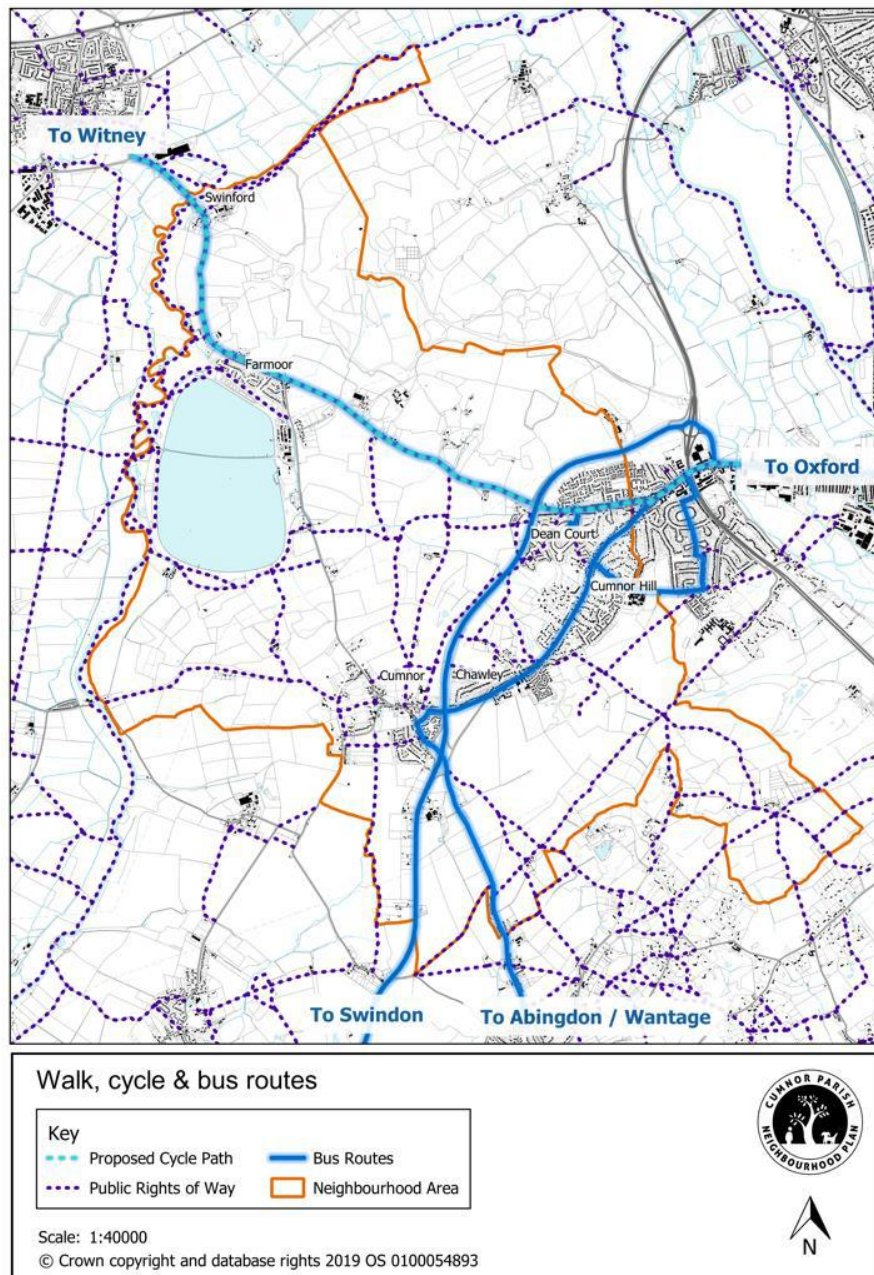 To Witney
Swinford
Farmoor
To Oxford
Dean Court
Cumnor Hill
Cumnor
Chawley
To Swindon
To Abingdon / Wantage
Walk, cycle & bus routes
Key
Proposed Cycle Path
Bus Routes
Public Rights of Way
Neighbourhood Area
CUMNOR PARISH
NEIGHBOURHOOD PLAN
N
Scale: 1:40000
© Crown copyright and database rights 2019 OS 0100054893